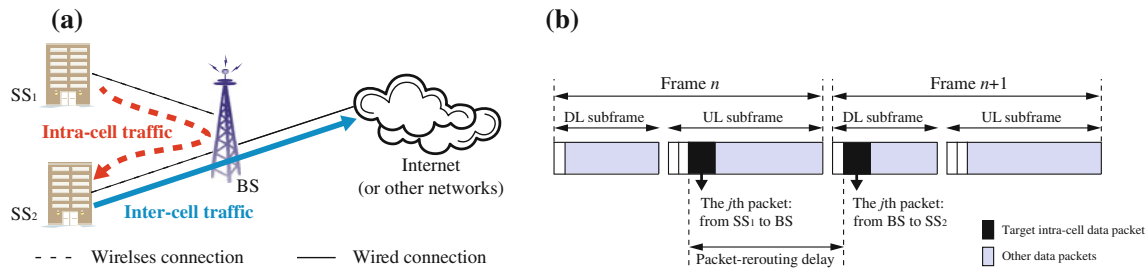 (a)
SS1
Intra-cell traffic
SS2
BS
Inter-cell traffic
Internet
(or other networks)
Wirelses connection
Wired connection
(b)
Frame n
Frame n+1
DL subframe
UL subframe
DL subframe
UL subframe
The jth packet:
from SS1 to BS
The jth packet:
from BS to SS2
Packet-rerouting delay
Target intra-cell data packet
Other data packets